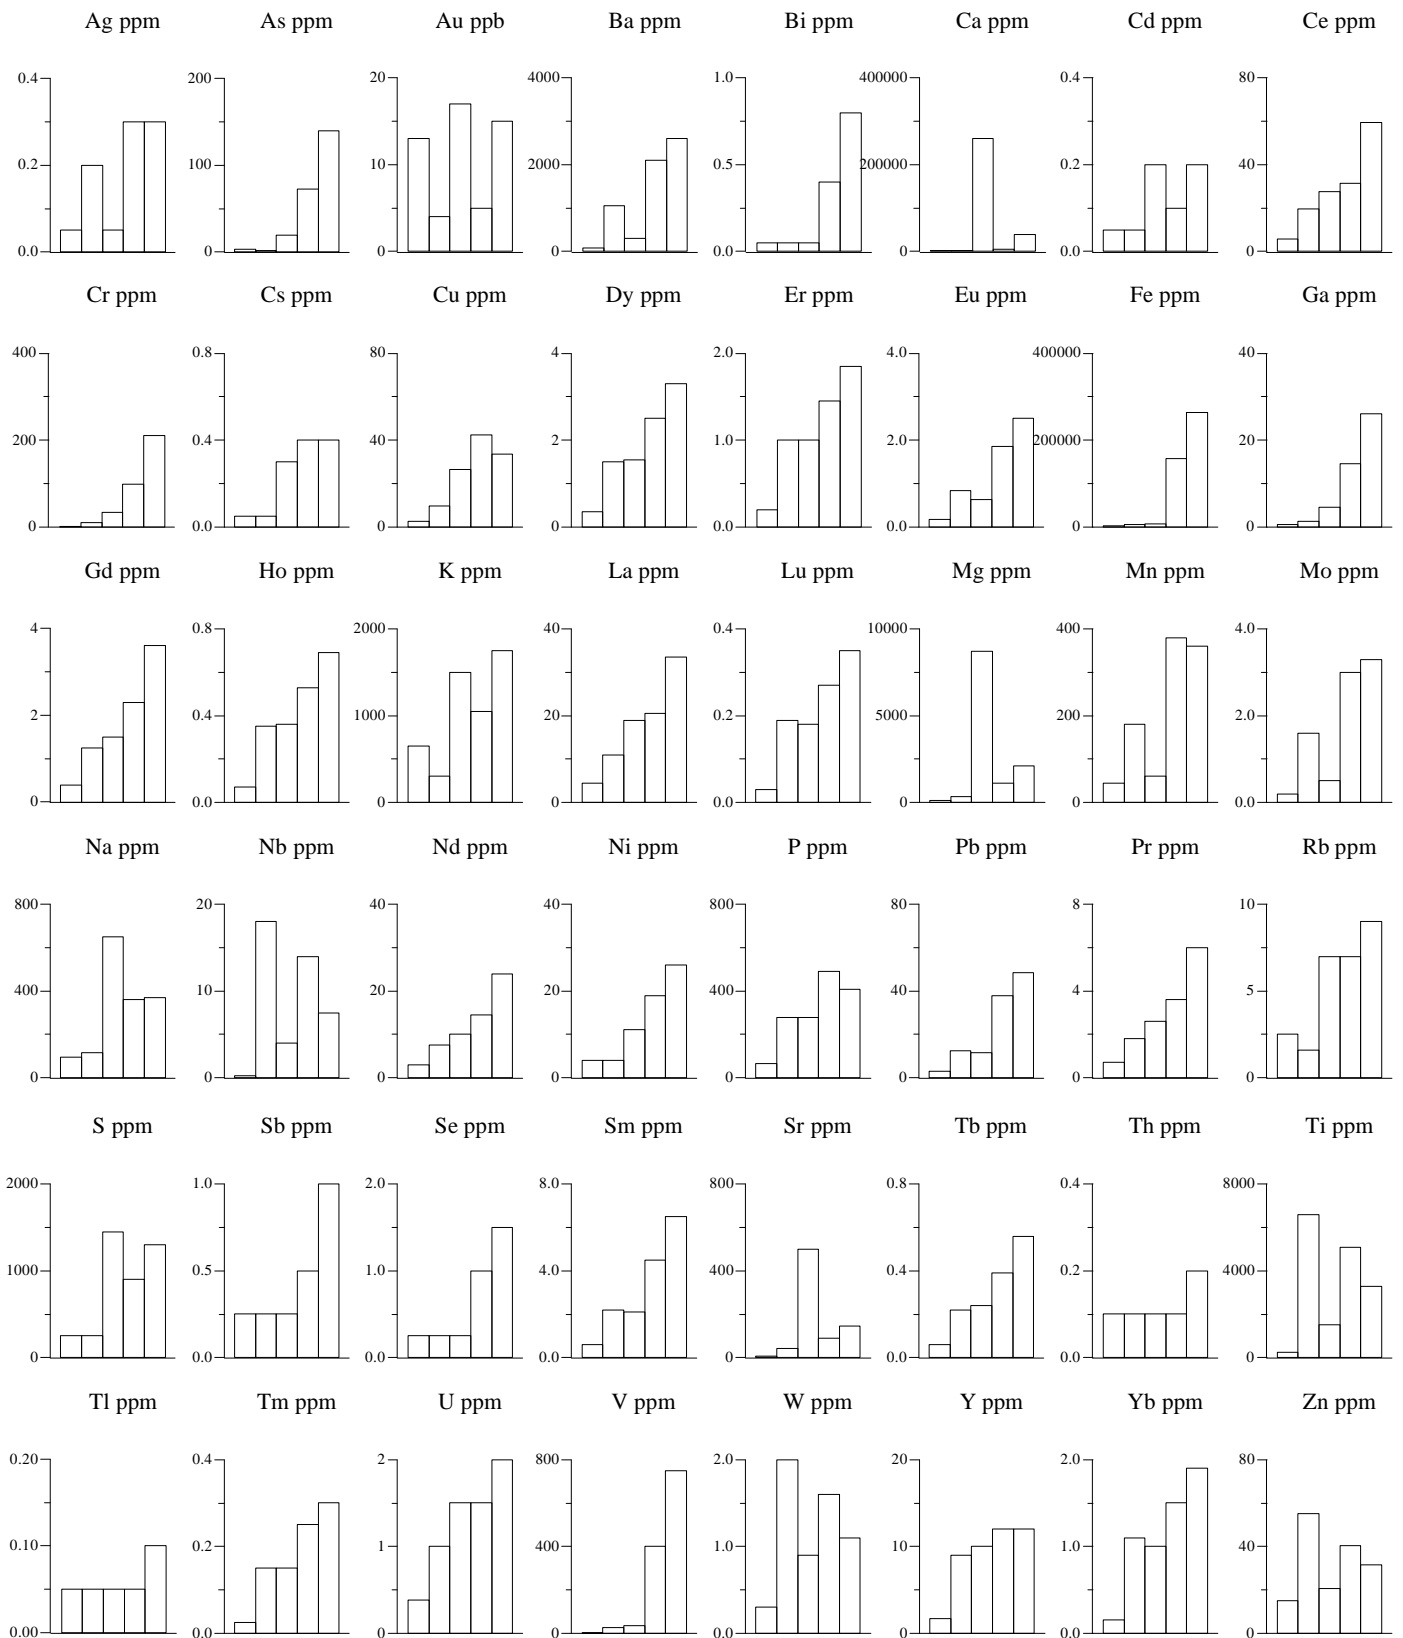 Ag ppm As ppm Au ppb Ba ppm Bi ppm Ca ppm Cd ppm Ce ppm
0.4 200 20 4000 1.0 400000 0.4 80
0.2 100 10 2000 0.5 200000 0.2 40
0.0 0 0 0 0.0 0 0.0 0
Cr ppm Cs ppm Cu ppm Dy ppm Er ppm Eu ppm Fe ppm Ga ppm
400 0.8 80 4 2.0 4.0 400000 40
200 0.4 40 2 1.0 2.0 200000 20
0 0.0 0 0 0.0 0.0 0 0
Gd ppm Ho ppm K ppm La ppm Lu ppm Mg ppm Mn ppm Mo ppm
4 0.8 2000 40 0.4 10000 400 4.0
2 0.4 1000 20 0.2 5000 200 2.0
0 0.0 0 0 0.0 0 0 0.0
Na ppm Nb ppm Nd ppm Ni ppm P ppm Pb ppm Pr ppm Rb ppm
800 20 40 40 800 80 8 10
400 10 20 20 400 40 4 5
0 0 0 0 0 0 0 0
S ppm Sb ppm Se ppm Sm ppm Sr ppm Tb ppm Th ppm Ti ppm
2000 1.0 2.0 8.0 800 0.8 0.4 8000
1000 0.5 1.0 4.0 400 0.4 0.2 4000
0 0.0 0.0 0.0 0 0.0 0.0 0
Tl ppm Tm ppm U ppm V ppm W ppm Y ppm Yb ppm Zn ppm
0.20 0.4 2 800 2.0 20 2.0 80
0.10 0.2 1 400 1.0 10 1.0 40
0.00 0.0 0 0 0.0 0 0.0 0